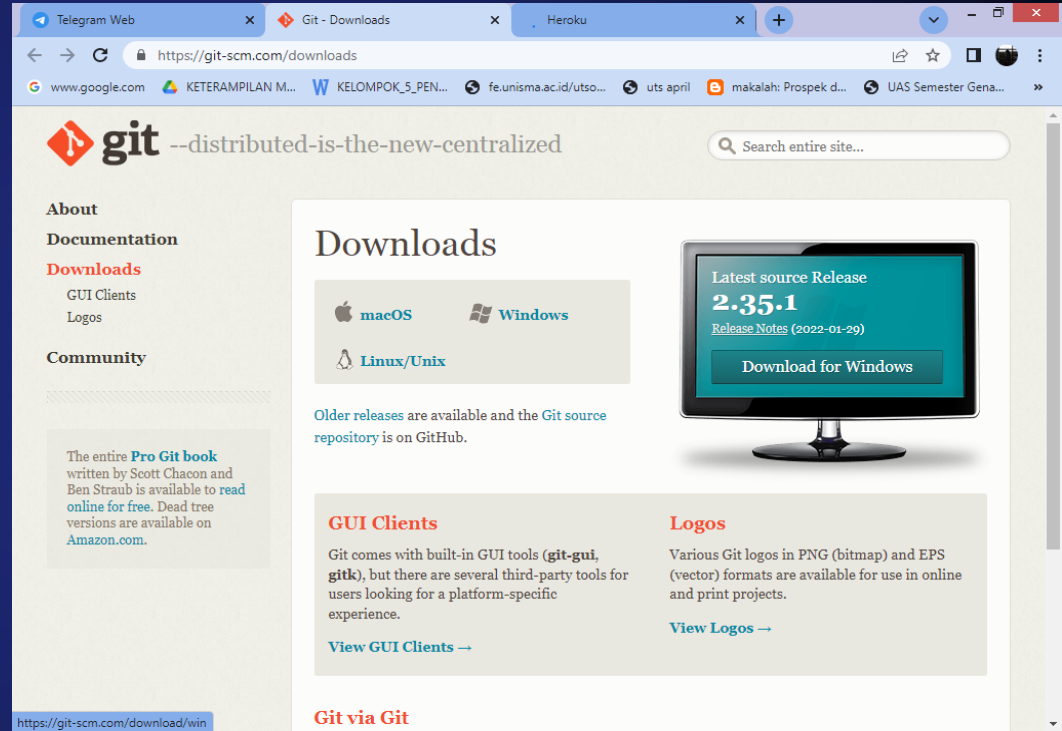 Telegram Web
Git - Downloads
Heroku
https://git-scm.com/downloads
www.google.com
KETERAMPILAN M...
KELOMPOK_5_PEN...
fe.unisma.ac.id/utso...
uts april
makalah: Prospek d...
UAS Semester Gena...
git --distributed-is-the-new-centralized
Search entire site...
About
Documentation
Downloads
GUI Clients
Logos
Community
The entire Pro Git book
written by Scott Chacon and
Ben Straub is available to read
online for free. Dead tree
versions are available on
Amazon.com.
Downloads
macOS
Windows
Linux/Unix
Older releases are available and the Git source
repository is on GitHub.
Latest source Release
2.35.1
Release Notes (2022-01-29)
Download for Windows
GUI Clients
Git comes with built-in GUI tools (git-gui,
gitk), but there are several third-party tools for
users looking for a platform-specific
experience.
View GUI Clients →
Logos
Various Git logos in PNG (bitmap) and EPS
(vector) formats are available for use in online
and print projects.
View Logos →
Git via Git
https://git-scm.com/download/win